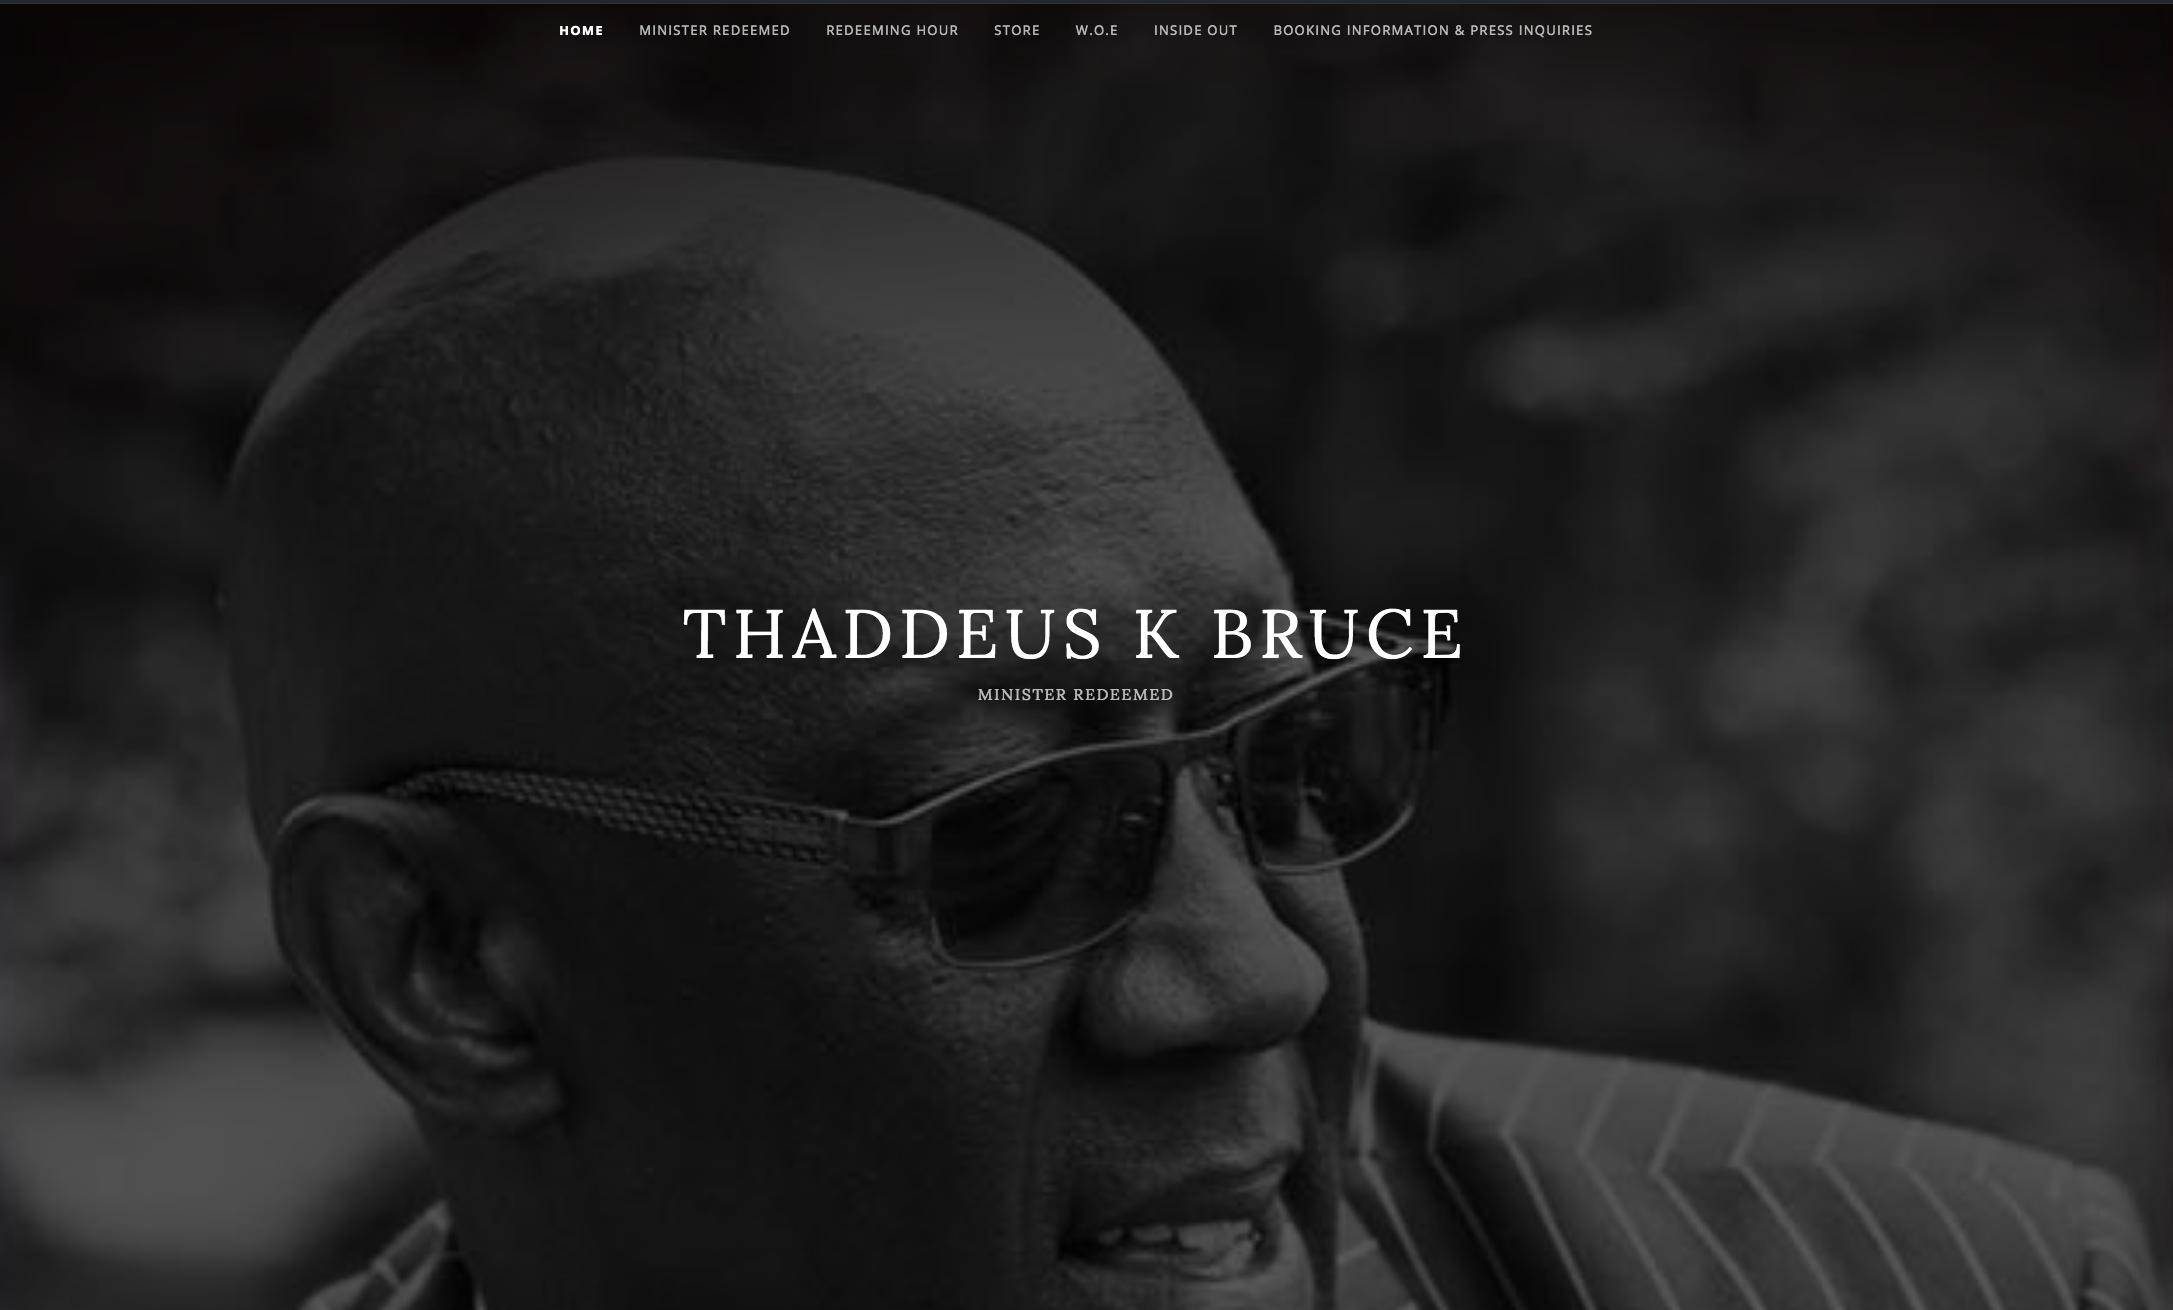 HOME MINISTER REDEEMED REDEEMING HOUR STORE W.O.E INSIDE OUT BOOKING INFORMATION & PRESS INQUIRIES
THADDEUS K BRUCE
MINISTER REDEEMED